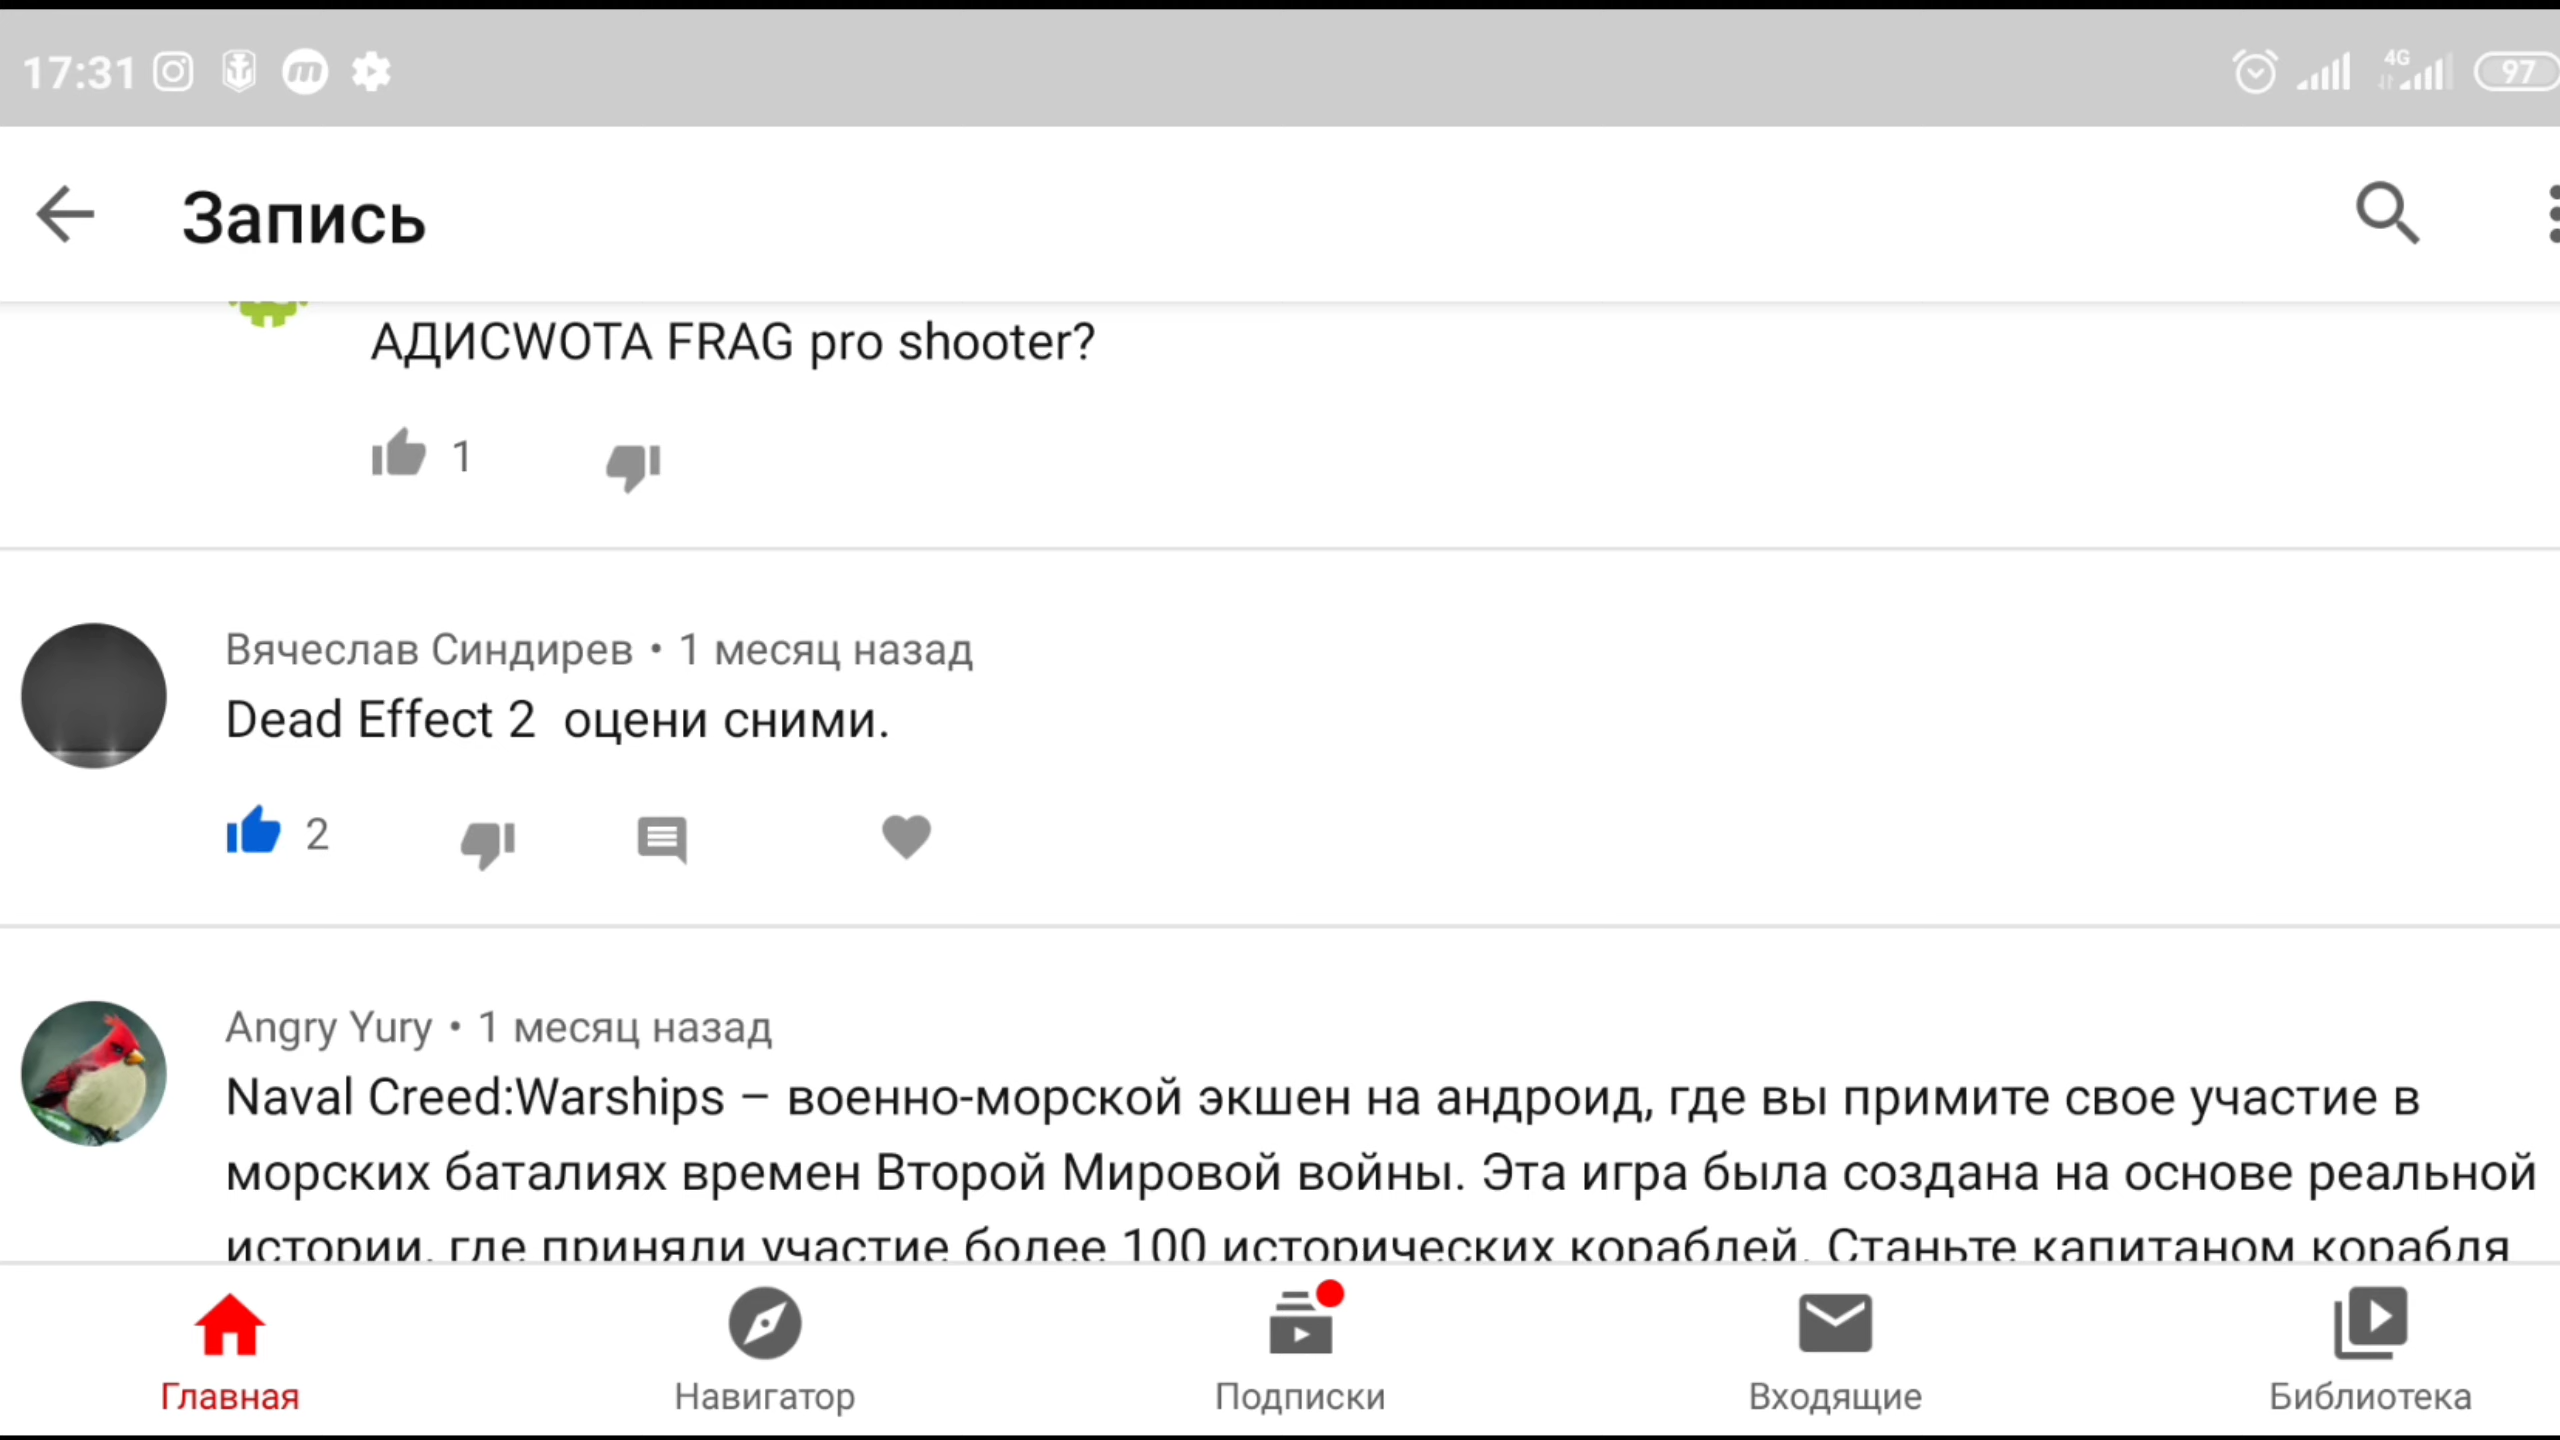 17:31
4G
97
Запись
АДИСWOTA FRAG pro shooter?
1
Вячеслав Синдирев • 1 месяц назад
Dead Effect 2 оцени сними.
2
Angry Yury • 1 месяц назад
Naval Creed:Warships – военно-морской экшен на андроид, где вы примите свое участие в
морских баталиях времен Второй Мировой войны. Эта игра была создана на основе реальной
истории, где приняли участие более 100 исторических кораблей. Станьте капитаном корабля
Главная
Навигатор
Подписки
Входящие
Библиотека